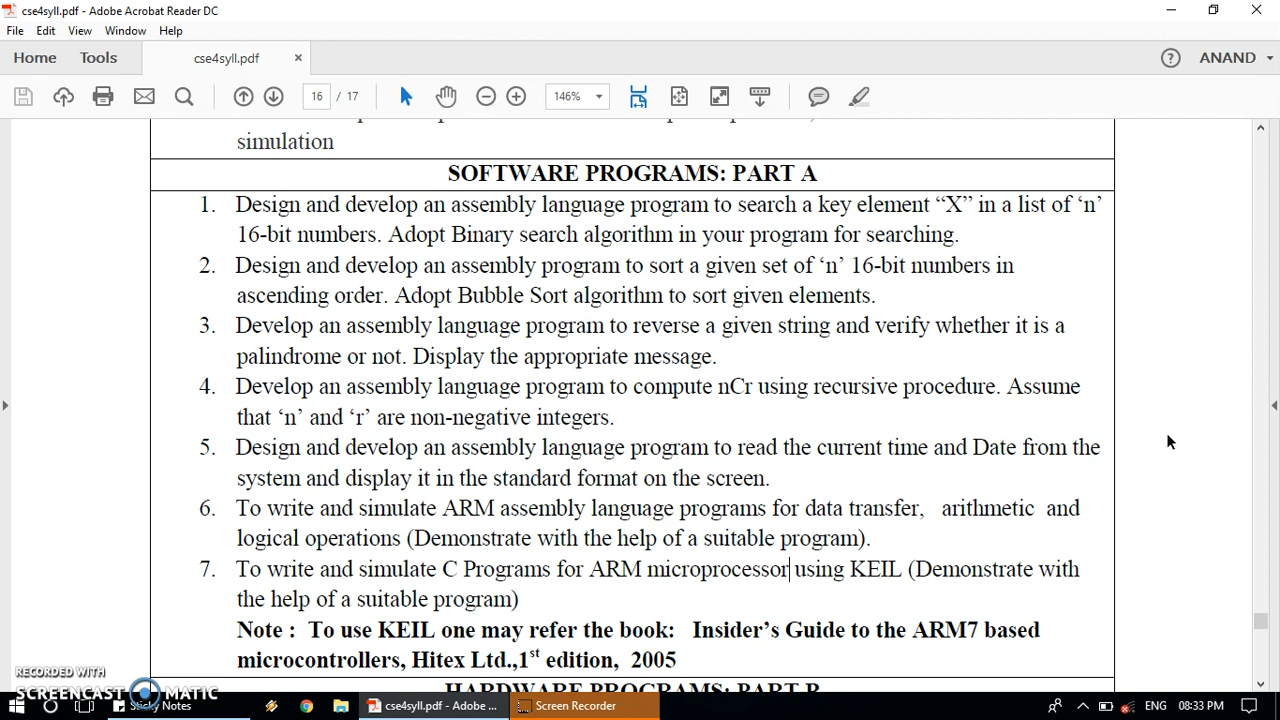 cse4syll.pdf - Adobe Acrobat Reader DC
File Edit View Window Help
Home Tools cse4syll.pdf × ? ANAND
16 / 17 146%
simulation
SOFTWARE PROGRAMS: PART A
1. Design and develop an assembly language program to search a key element “X” in a list of ‘n’
16-bit numbers. Adopt Binary search algorithm in your program for searching.
2. Design and develop an assembly program to sort a given set of ‘n’ 16-bit numbers in
ascending order. Adopt Bubble Sort algorithm to sort given elements.
3. Develop an assembly language program to reverse a given string and verify whether it is a
palindrome or not. Display the appropriate message.
4. Develop an assembly language program to compute nCr using recursive procedure. Assume
that ‘n’ and ‘r’ are non-negative integers.
5. Design and develop an assembly language program to read the current time and Date from the
system and display it in the standard format on the screen.
6. To write and simulate ARM assembly language programs for data transfer, arithmetic and
logical operations (Demonstrate with the help of a suitable program).
7. To write and simulate C Programs for ARM microprocessor using KEIL (Demonstrate with
the help of a suitable program)
Note : To use KEIL one may refer the book: Insider’s Guide to the ARM7 based
microcontrollers, Hitex Ltd.,1st edition, 2005
HARDWARE PROGRAMS: PART B
RECORDED WITH
SCREENCAST MATIC
Sticky Notes cse4syll.pdf - Adobe ... Screen Recorder ENG 08:33 PM